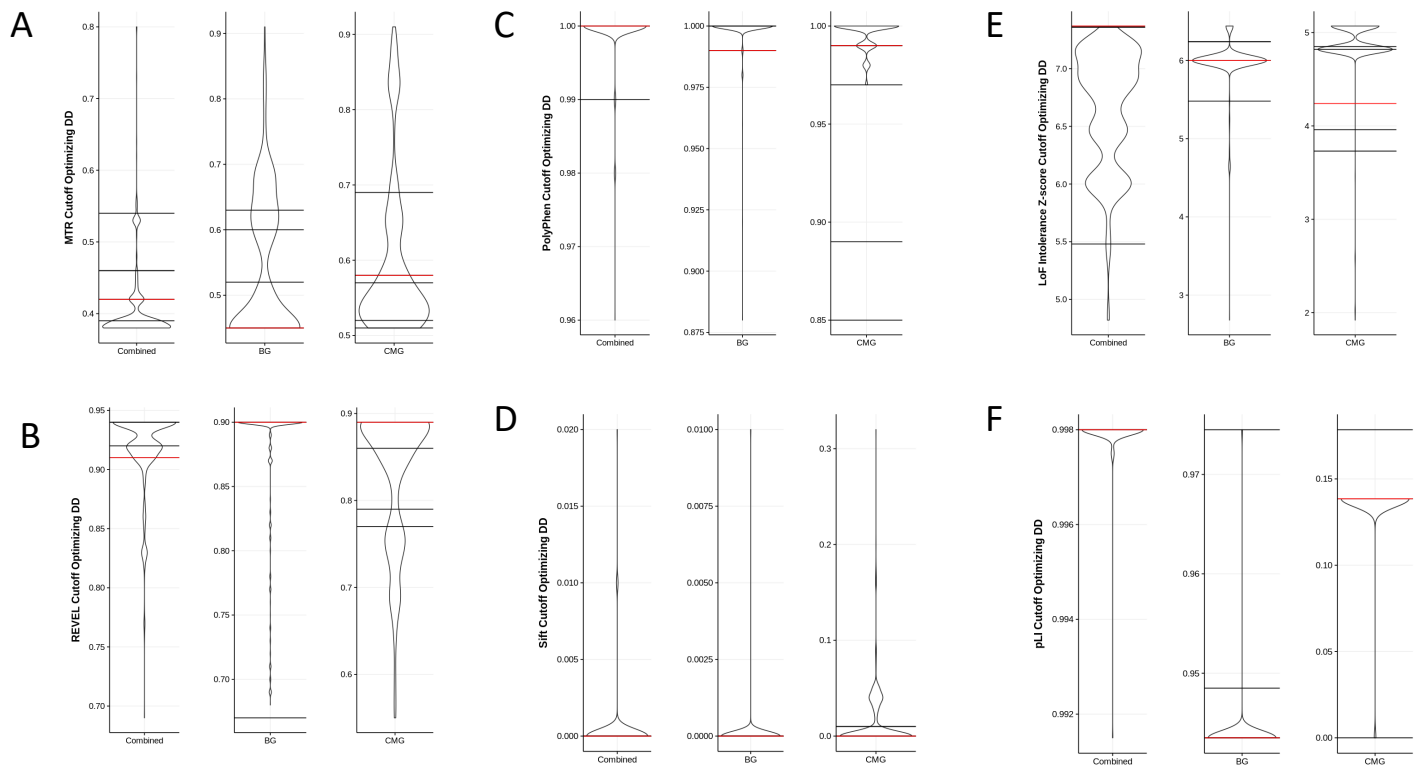 A
MTR Cutoff Optimizing DD
0.8
0.7
0.6
0.5
0.4
Combined
0.9
0.8
0.7
0.6
0.5
BG
0.9
0.8
0.7
0.6
0.5
CMG
C
PolyPhen Cutoff Optimizing DD
1.00
0.99
0.98
0.97
0.96
Combined
1.000
0.975
0.950
0.925
0.900
0.875
BG
1.00
0.95
0.90
0.85
CMG
E
LoF Intolerance Z-score Cutoff Optimizing DD
7.0
6.5
6.0
5.5
5.0
Combined
6
5
4
3
BG
5
4
3
2
CMG
B
REVEL Cutoff Optimizing DD
0.95
0.90
0.85
0.80
0.75
0.70
Combined
0.90
0.85
0.80
0.75
0.70
BG
0.9
0.8
0.7
0.6
CMG
D
Sift Cutoff Optimizing DD
0.020
0.015
0.010
0.005
0.000
Combined
0.0100
0.0075
0.0050
0.0025
0.0000
BG
0.3
0.2
0.1
0.0
CMG
F
pLI Cutoff Optimizing DD
0.998
0.996
0.994
0.992
Combined
0.97
0.96
0.95
BG
0.15
0.10
0.05
0.00
CMG